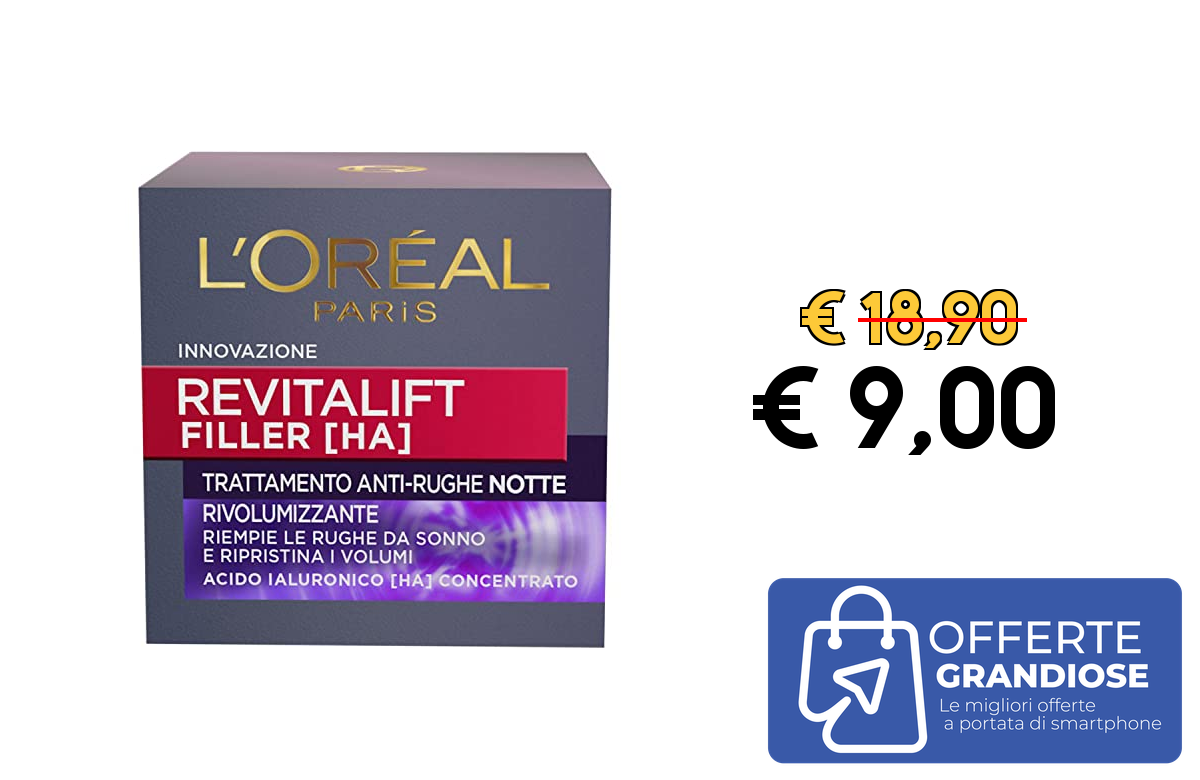 L'ORÉAL
PARiS
INNOVAZIONE
REVITALIFT
FILLER [HA]
TRATTAMENTO ANTI-RUGHE NOTTE
RIVOLUMIZZANTE
RIEMPIE LE RUGHE DA SONNO
E RIPRISTINA I VOLUMI
ACIDO IALURONICO [HA] CONCENTRATO
€ 18,90
€ 9,00
OFFERTE
GRANDIOSE
Le migliori offerte
a portata di smartphone